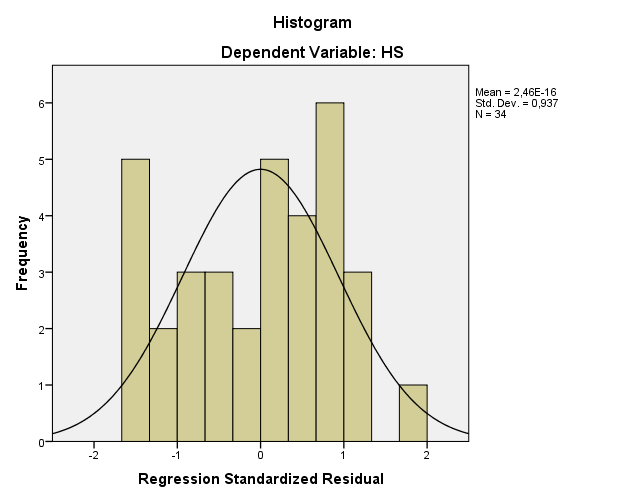 Histogram
Dependent Variable: HS
Mean = 2,46E-16
Std. Dev. = 0,937
N = 34
6
5
4
3
2
1
0
Frequency
-2 -1 0 1 2
Regression Standardized Residual